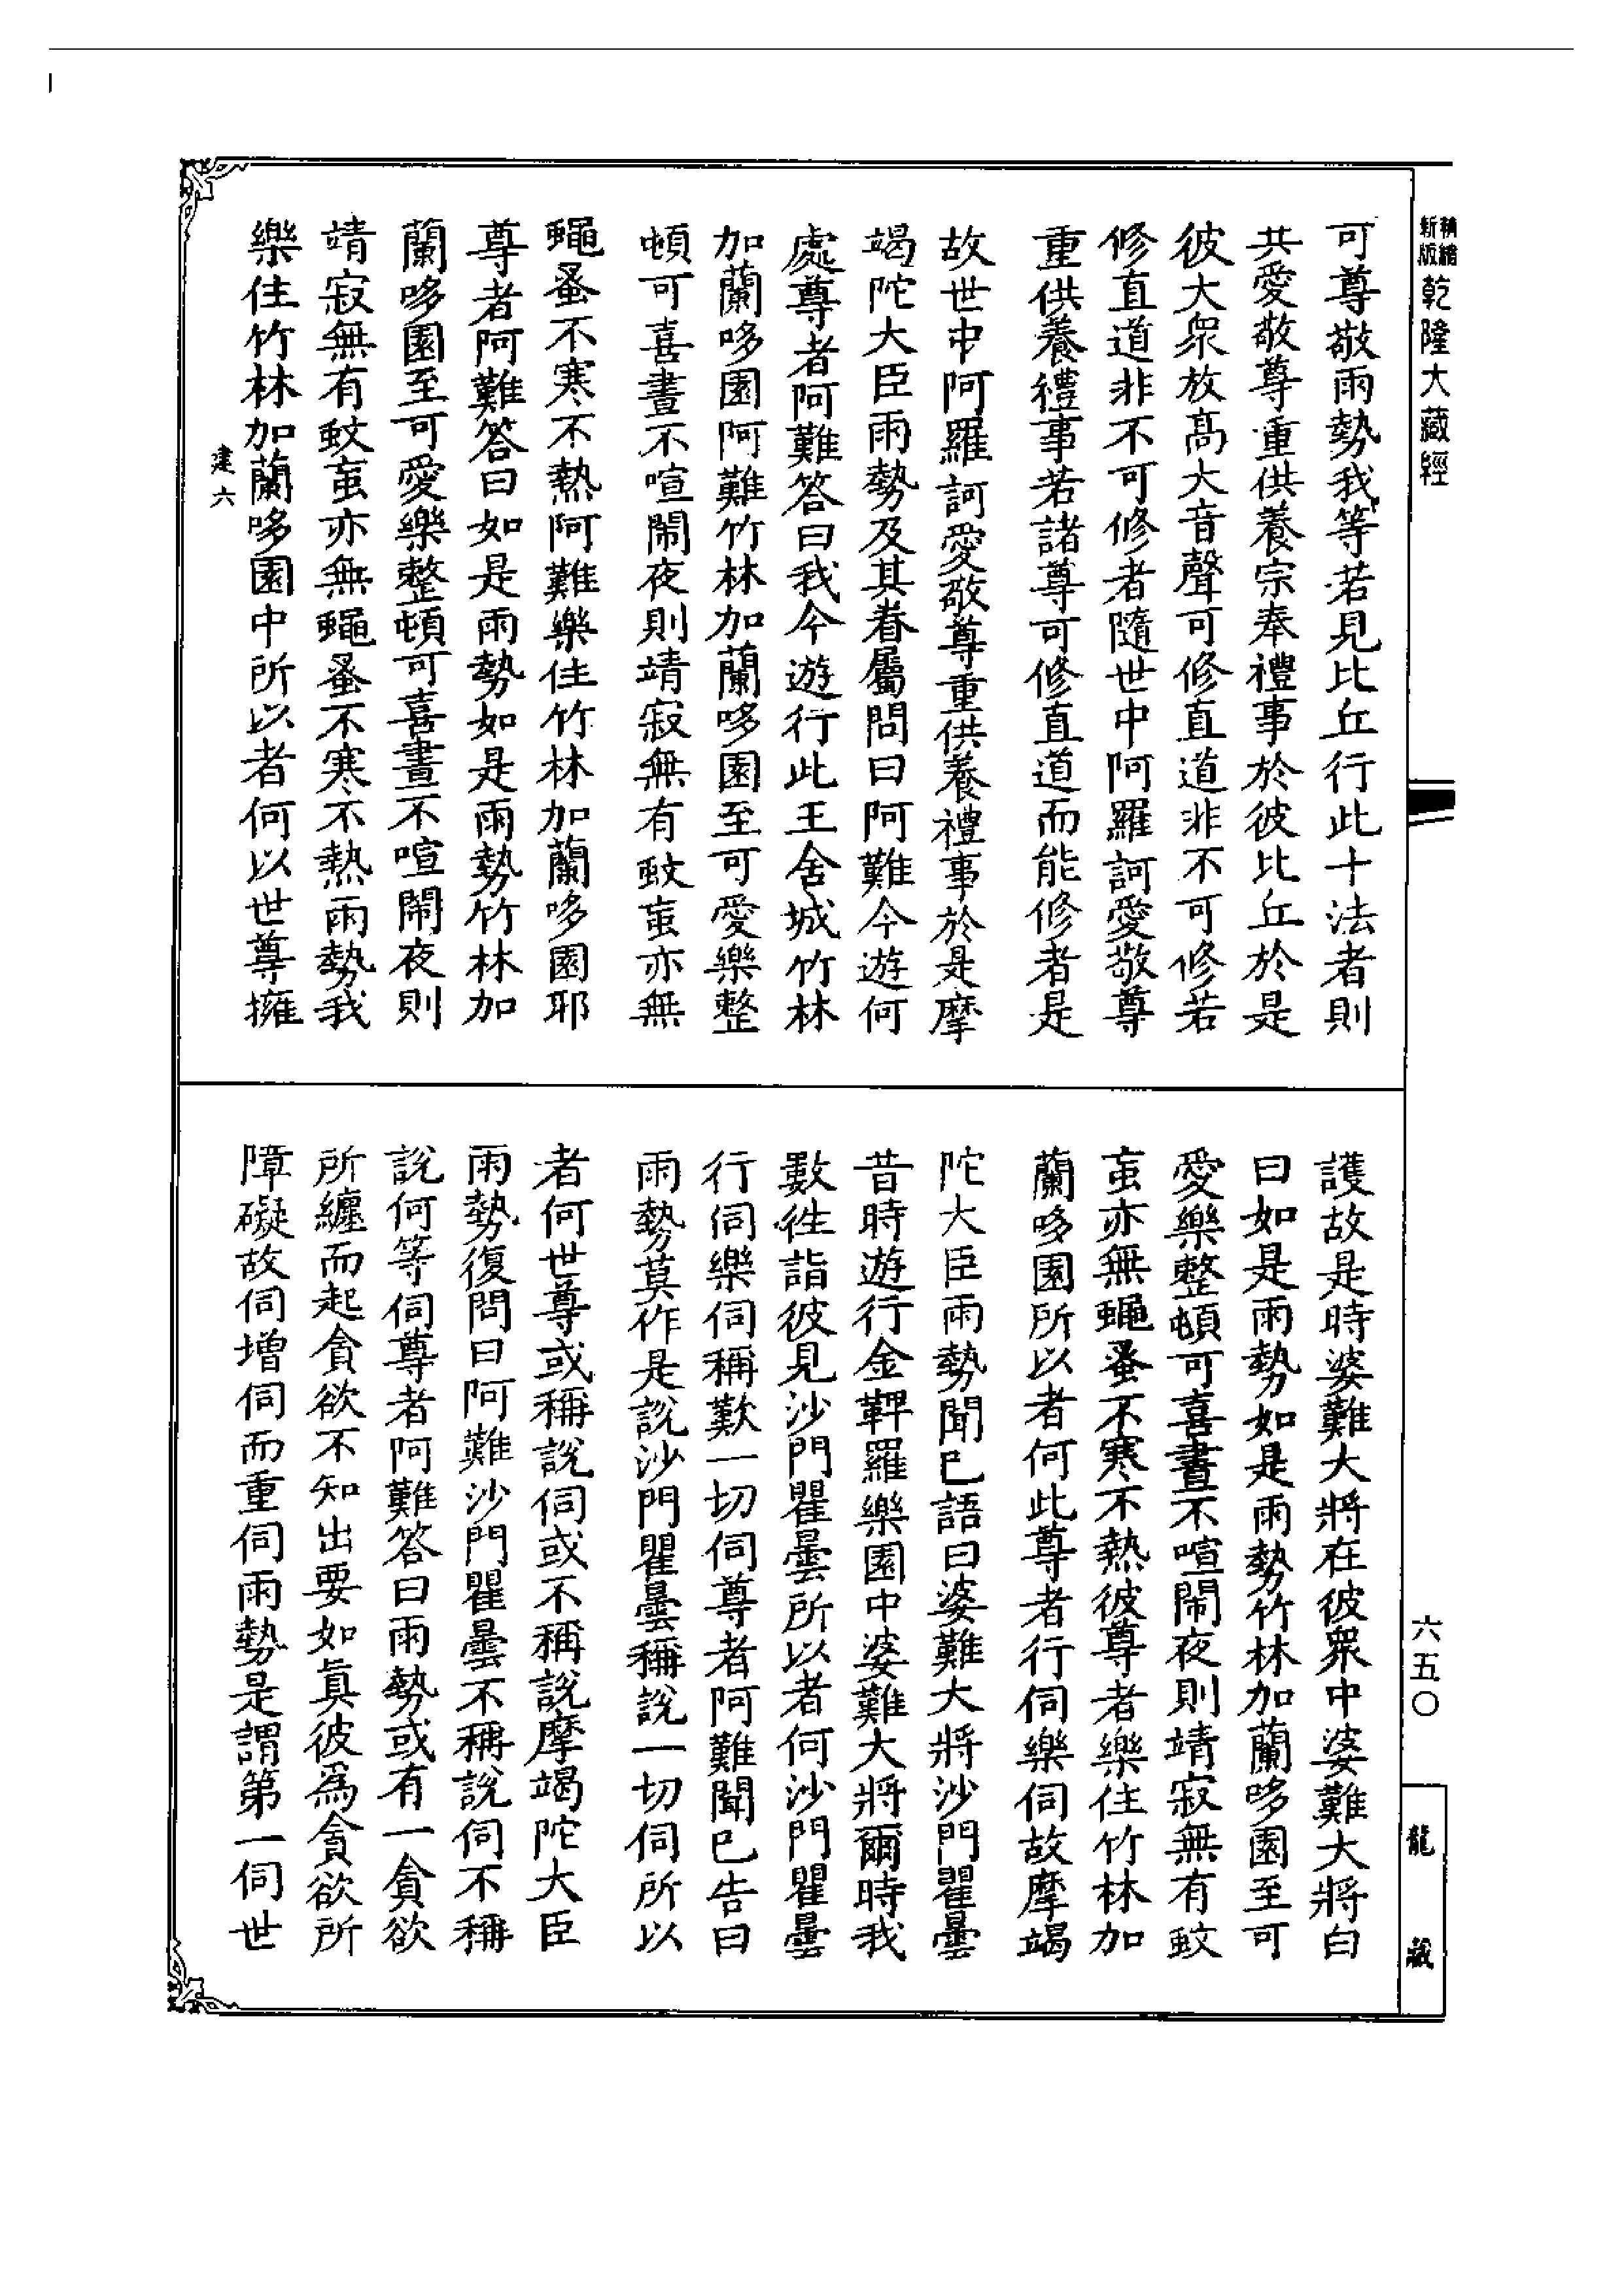 精繪
新版
乾隆大藏經
可尊敬雨勢我等若見比丘行此十法者則
共愛敬尊重供養宗奉禮事於彼比丘於是
彼大衆放高大音聲可修直道非不可修若
修直道非不可修者隨世中阿羅訶愛敬尊
重供養禮事若諸尊可修直道而能修者是
故世中阿羅訶愛敬尊重供養禮事於是摩
竭陀大臣雨勢及其眷屬問曰阿難今遊何
處尊者阿難答曰我今遊行此王舍城竹林
加蘭哆園阿難竹林加蘭哆園至可愛樂整
頓可喜晝不喧鬧夜則靖寂無有蚊䖟亦無
蠅蚤不寒不熱阿難樂住竹林加蘭哆園耶
尊者阿難答曰如是雨勢如是雨勢竹林加
蘭哆園至可愛樂整頓可喜晝不喧鬧夜則
靖寂無有蚊䖟亦無蠅蚤不寒不熱雨勢我
樂住竹林加蘭哆園中所以者何以世尊擁
建六
護故是時婆難大將在彼衆中婆難大將白
曰如是雨勢如是雨勢竹林加蘭哆園至可
愛樂整頓可喜晝不喧鬧夜則靖寂無有蚊
䖟亦無蠅蚤不寒不熱彼尊者樂住竹林加
蘭哆園所以者何此尊者行伺樂伺故摩竭
陀大臣雨勢聞已語曰婆難大將沙門瞿曇
昔時遊行金鞞羅樂園中婆難大將爾時我
數往詣彼見沙門瞿曇所以者何沙門瞿曇
行伺樂伺稱歎一切伺尊者阿難聞已告曰
雨勢莫作是說沙門瞿曇稱說一切伺所以
者何世尊或稱說伺或不稱說摩竭陀大臣
雨勢復問曰阿難沙門瞿曇不稱說伺不稱
說何等伺尊者阿難答曰雨勢或有一貪欲
所纏而起貪欲不知出要如眞彼爲貪欲所
障礙故伺增伺而重伺雨勢是謂第一伺世
六五〇
龍藏